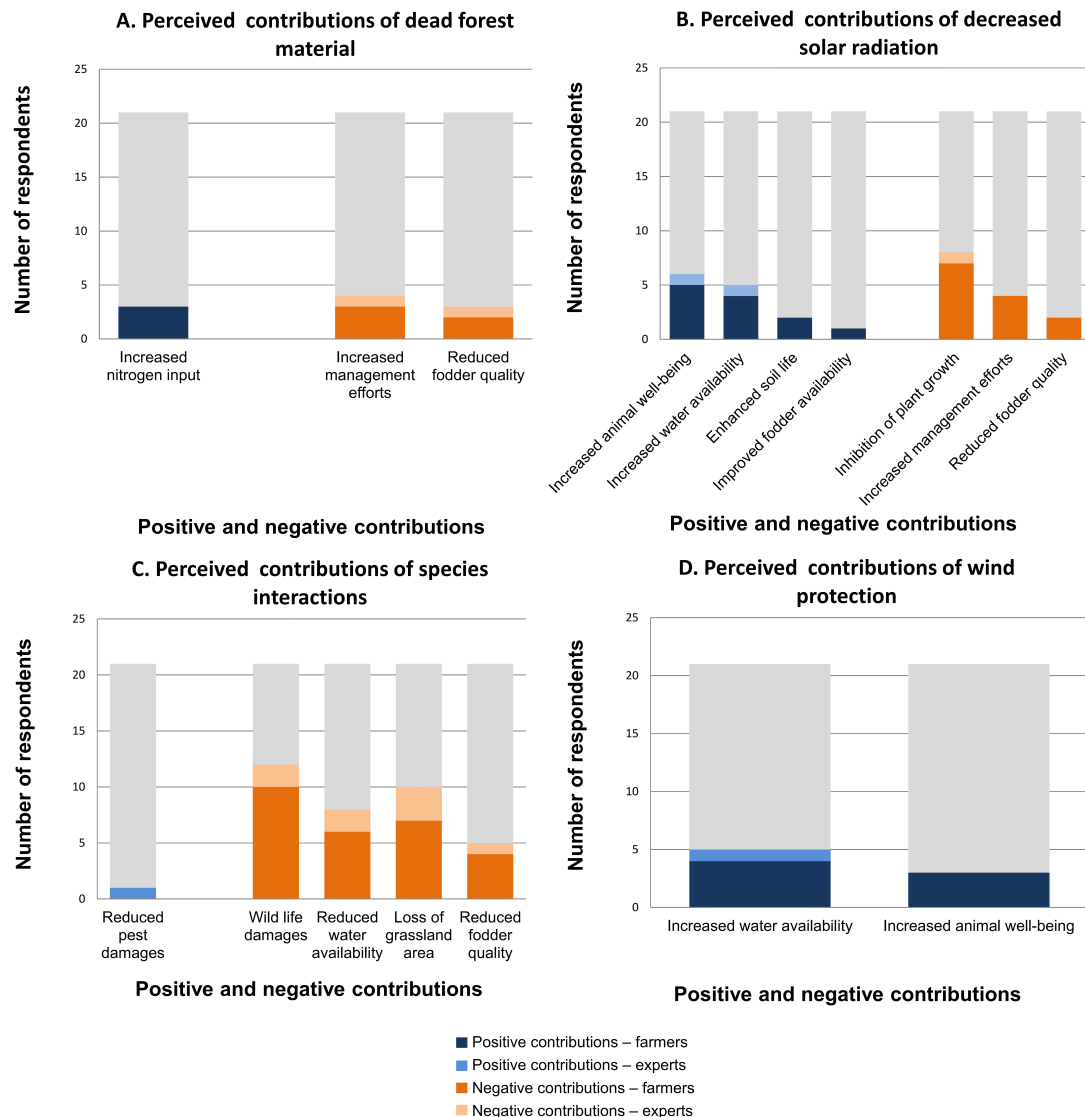 A. Perceived contributions of dead forest
material
Number of respondents
25
20
15
10
5
0
Increased
nitrogen input
Increased
management
efforts
Reduced
fodder quality
Positive and negative contributions
B. Perceived contributions of decreased
solar radiation
Number of respondents
25
20
15
10
5
0
Increased animal well-being
Increased water availability
Enhanced soil life
Improved fodder availability
Inhibition of plant growth
Increased management efforts
Reduced fodder quality
Positive and negative contributions
C. Perceived contributions of species
interactions
Number of respondents
25
20
15
10
5
0
Reduced
pest
damages
Wild life
damages
Reduced
water
availability
Loss of
grassland
area
Reduced
fodder
quality
Positive and negative contributions
D. Perceived contributions of wind
protection
Number of respondents
25
20
15
10
5
0
Increased water availability
Increased animal well-being
Positive and negative contributions
Positive contributions – farmers
Positive contributions – experts
Negative contributions – farmers
Negative contributions – experts